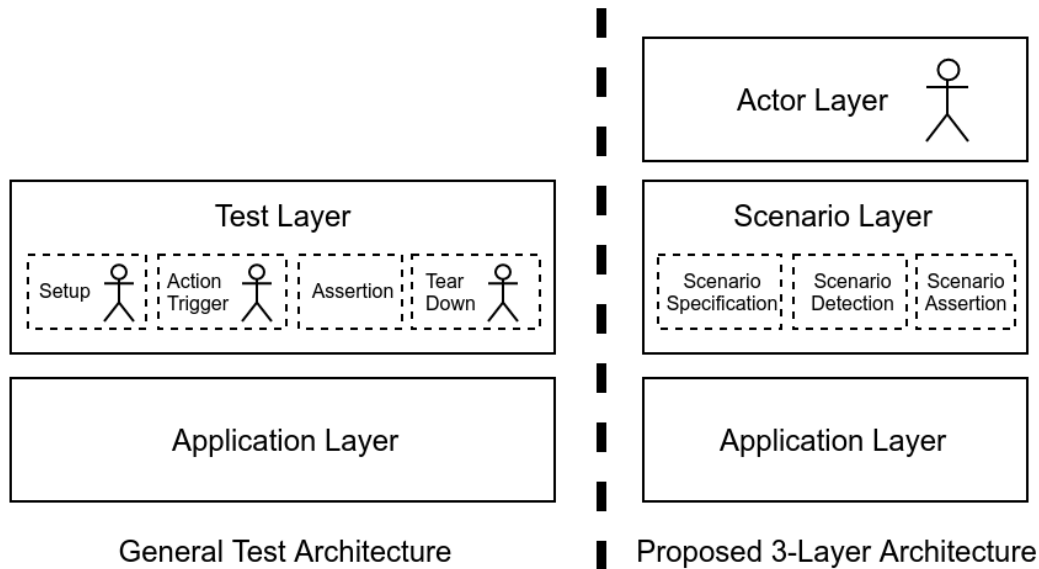 Test Layer
Setup
Action
Trigger
Assertion
Tear
Down
Application Layer
General Test Architecture
Actor Layer
Scenario Layer
Scenario
Specification
Scenario
Detection
Scenario
Assertion
Application Layer
Proposed 3-Layer Architecture